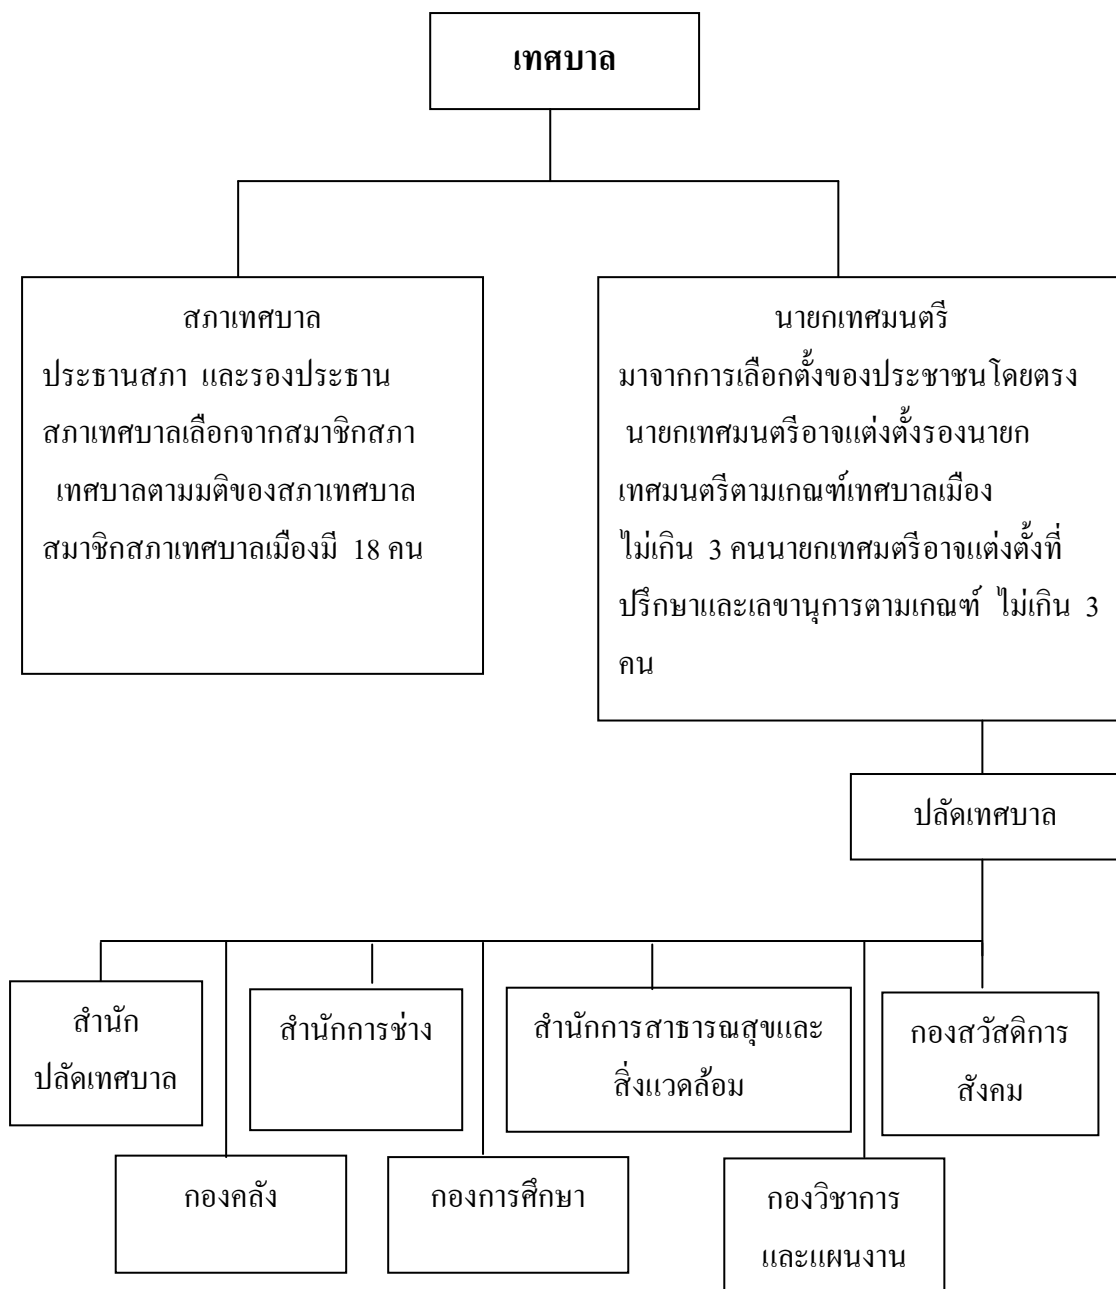 เทศบาล
สภาเทศบาล
ประธานสภา และรองประธาน
สภาเทศบาลเลือกจากสมาชิกสภา
เทศบาลตามมติของสภาเทศบาล
สมาชิกสภาเทศบาลเมืองมี 18 คน
นายกเทศมนตรี
มาจากการเลือกตั้งของประชาชนโดยตรง
นายกเทศมนตรีอาจแต่งตั้งรองนายก
เทศมนตรีตามเกณฑ์เทศบาลเมือง
ไม่เกิน 3 คนนายกเทศมตรีอาจแต่งตั้งที่
ปรึกษาและเลขานุการตามเกณฑ์ ไม่เกิน 3
คน
ปลัดเทศบาล
สำนัก
ปลัดเทศบาล
สำนักการช่าง
สำนักการสาธารณสุขและ
สิ่งแวดล้อม
กองสวัสดิการ
สังคม
กองคลัง
กองการศึกษา
กองวิชาการ
และแผนงาน